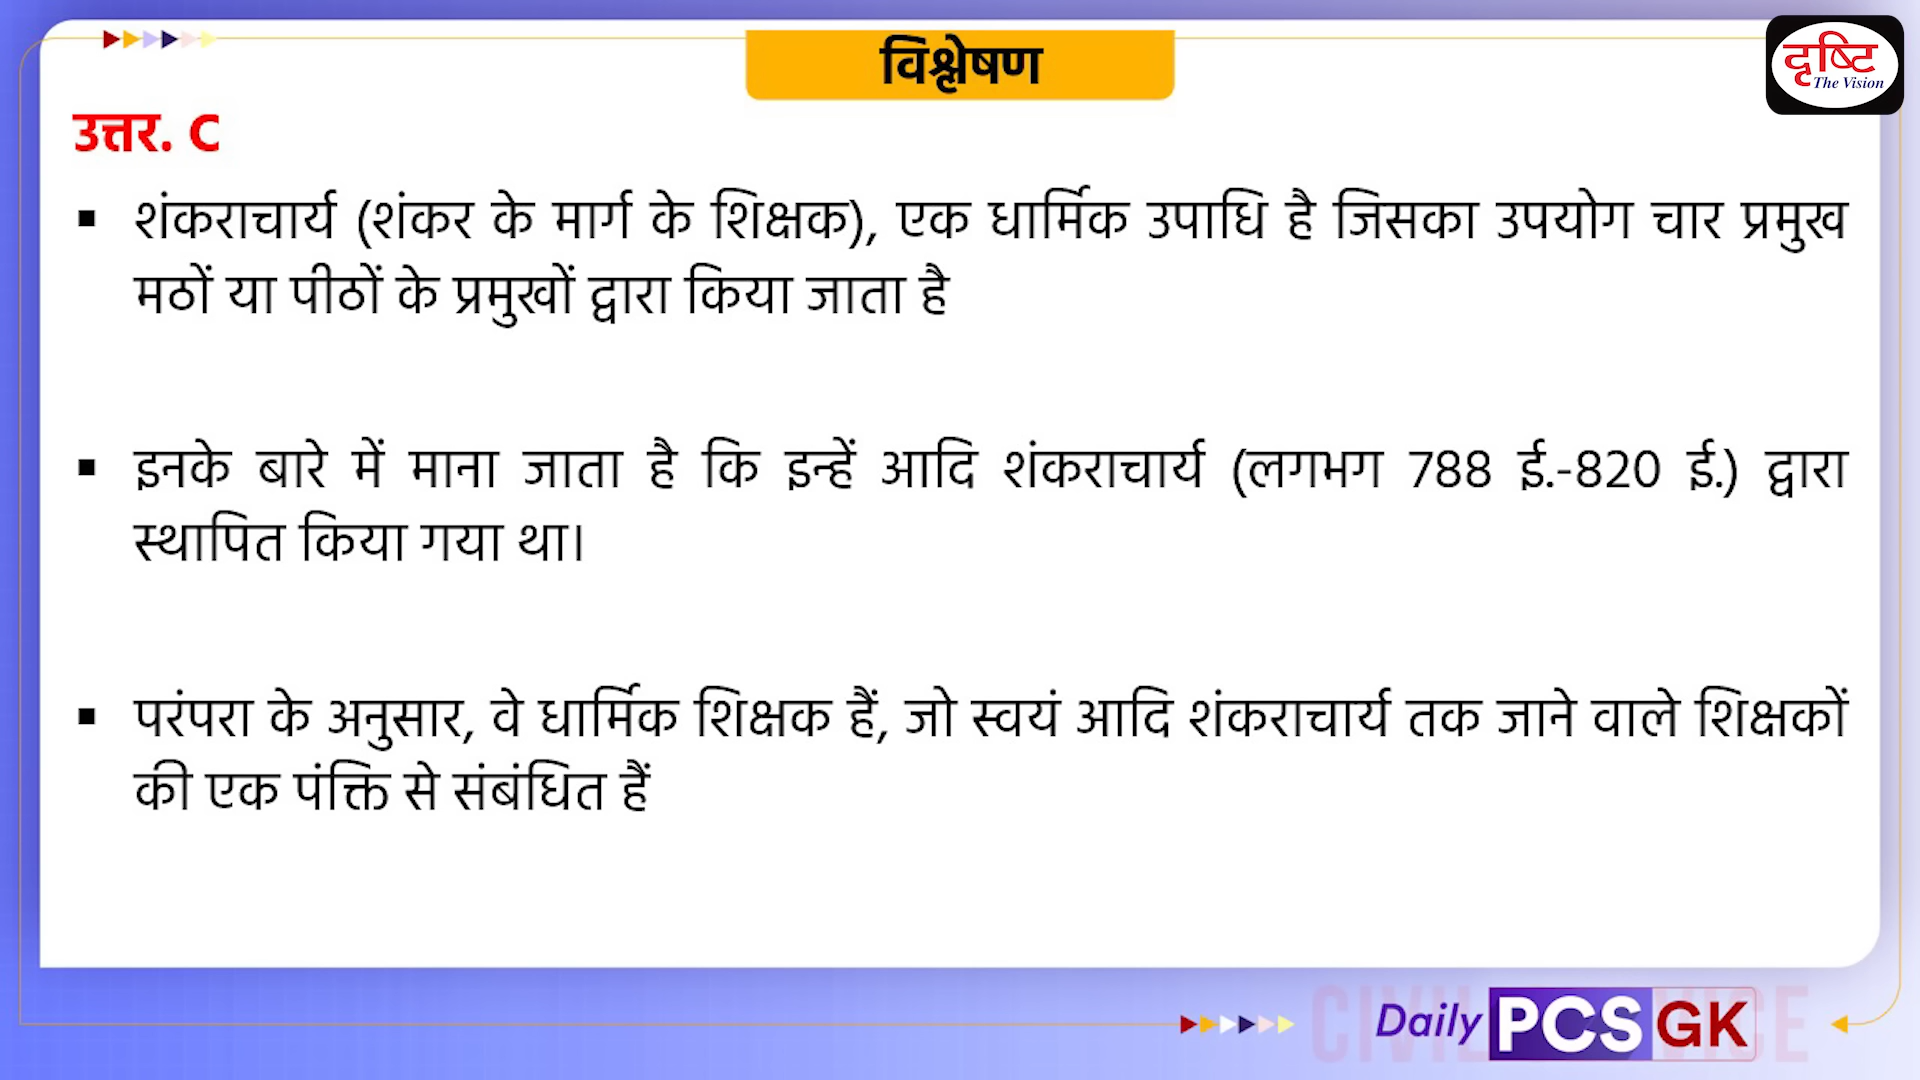 विश्लेषण
दृष्टि
The Vision
उत्तर. C
▪ शंकराचार्य (शंकर के मार्ग के शिक्षक), एक धार्मिक उपाधि है जिसका उपयोग चार प्रमुख
मठों या पीठों के प्रमुखों द्वारा किया जाता है
▪ इनके बारे में माना जाता है कि इन्हें आदि शंकराचार्य (लगभग 788 ई.-820 ई.) द्वारा
स्थापित किया गया था।
▪ परंपरा के अनुसार, वे धार्मिक शिक्षक हैं, जो स्वयं आदि शंकराचार्य तक जाने वाले शिक्षकों
की एक पंक्ति से संबंधित हैं
Daily PCS GK